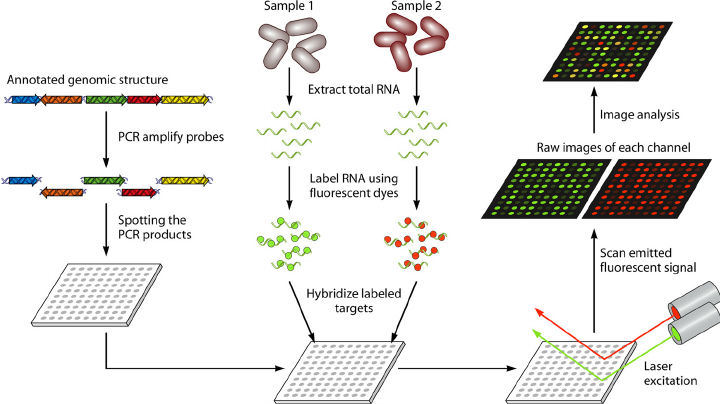 Sample 1
Sample 2
Annotated genomic structure
Extract total RNA
PCR amplify probes
Label RNA using
fluorescent dyes
Spotting the
PCR products
Hybridize labeled
targets
Image analysis
Raw images of each channel
Scan emitted
fluorescent signal
Laser
excitation